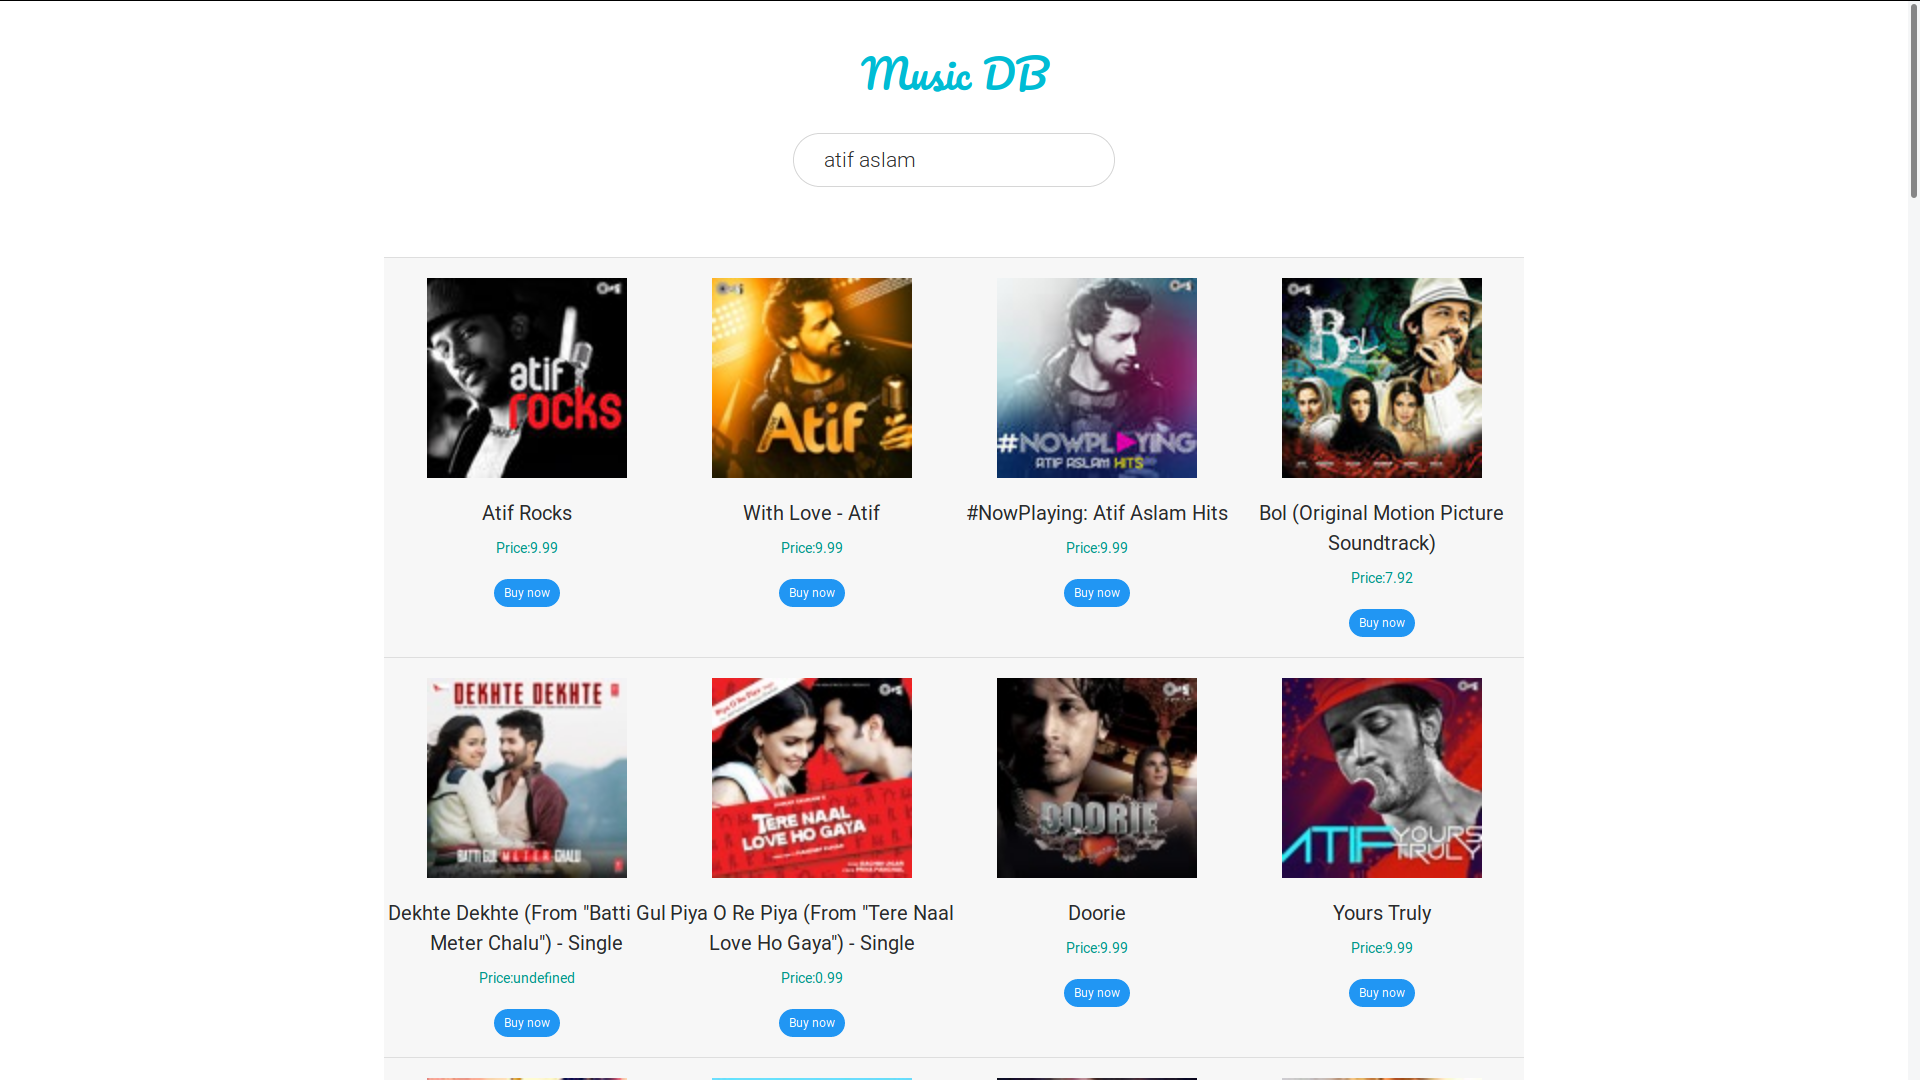 Music DB
atif aslam
atif
rocks
Atif
#NOWPLAYING
ATIF ASLAM HITS
BOL
Atif Rocks
With Love - Atif
#NowPlaying: Atif Aslam Hits
Bol (Original Motion Picture
Soundtrack)
Price:9.99
Price:9.99
Price:9.99
Price:7.92
Buy now
Buy now
Buy now
Buy now
DEKHTE DEKHTE
BATTI GUL METER CHALU
Piya O Re Piya
TERE NAAL
LOVE HO GAYA
DOORIE
ATIF YOURS
TRULY
Dekhte Dekhte (From "Batti Gul
Meter Chalu") - Single
Piya O Re Piya (From "Tere Naal
Love Ho Gaya") - Single
Doorie
Yours Truly
Price:undefined
Price:0.99
Price:9.99
Price:9.99
Buy now
Buy now
Buy now
Buy now